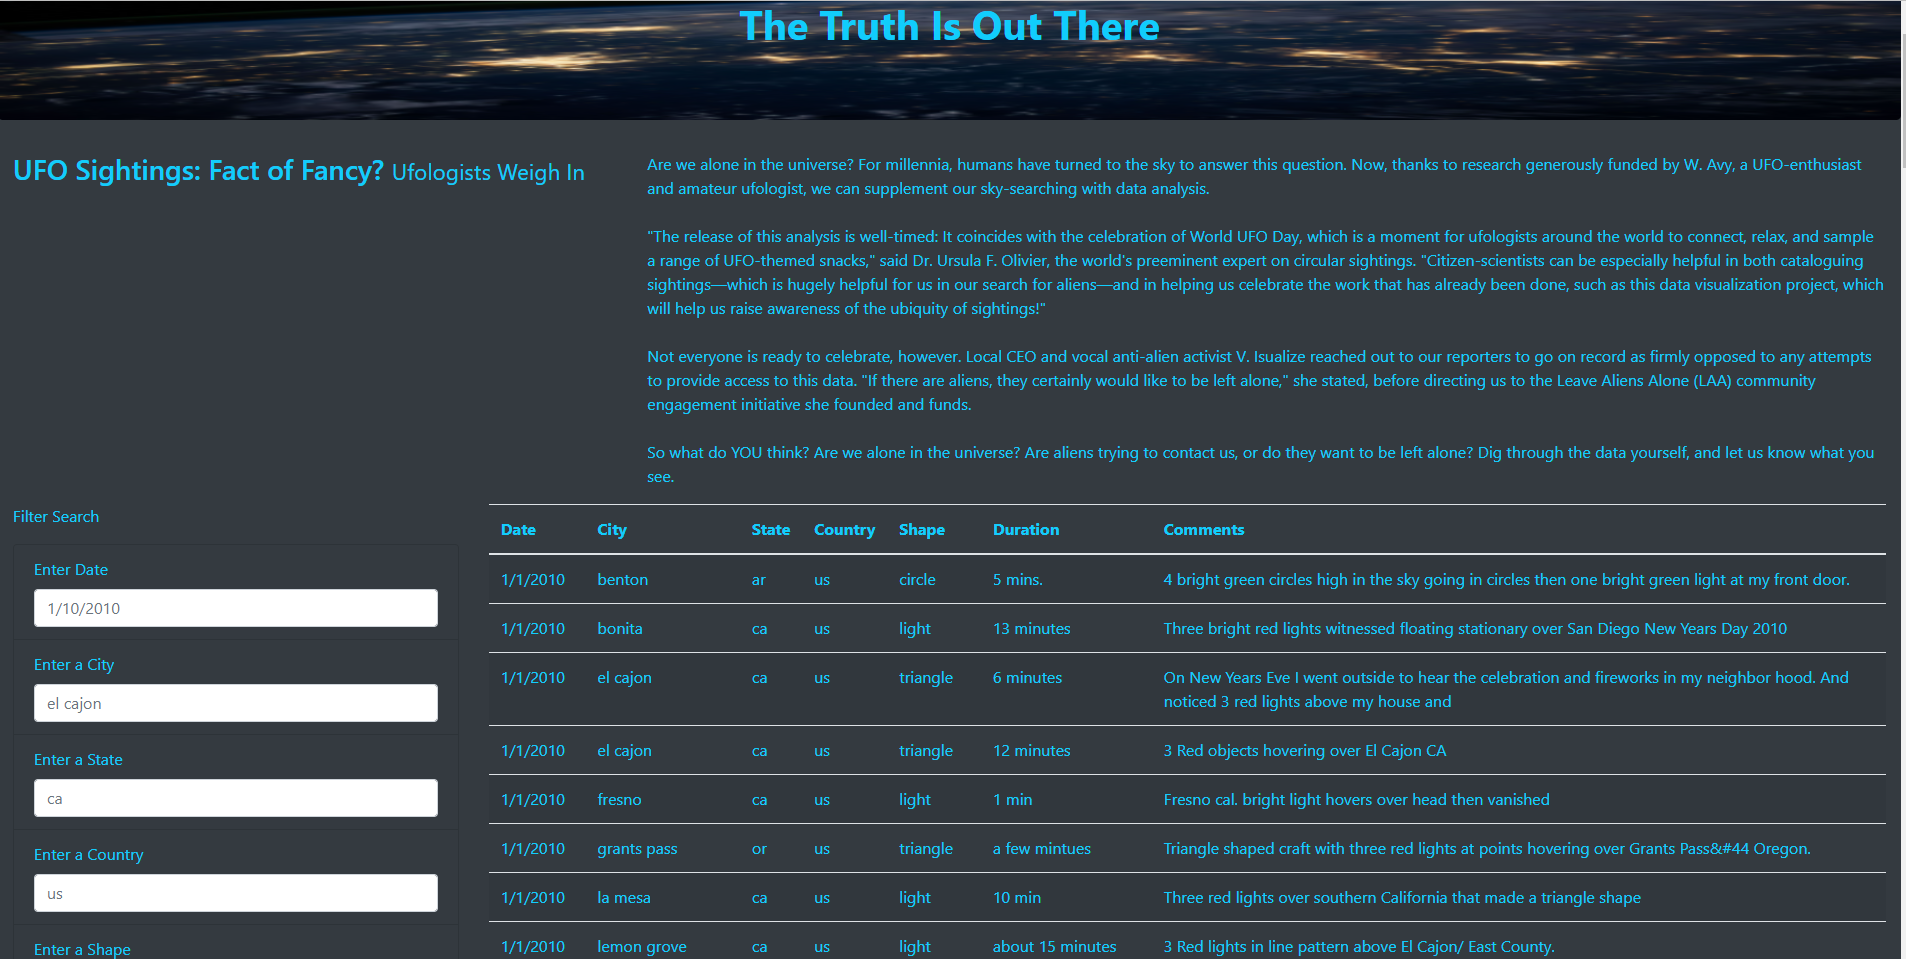 The Truth Is Out There
UFO Sightings: Fact of Fancy? Ufologists Weigh In
Are we alone in the universe? For millennia, humans have turned to the sky to answer this question. Now, thanks to research generously funded by W. Avy, a UFO-enthusiast
and amateur ufologist, we can supplement our sky-searching with data analysis.
"The release of this analysis is well-timed: It coincides with the celebration of World UFO Day, which is a moment for ufologists around the world to connect, relax, and sample
a range of UFO-themed snacks," said Dr. Ursula F. Olivier, the world's preeminent expert on circular sightings. "Citizen-scientists can be especially helpful in both cataloguing
sightings—which is hugely helpful for us in our search for aliens—and in helping us celebrate the work that has already been done, such as this data visualization project, which
will help us raise awareness of the ubiquity of sightings!"
Not everyone is ready to celebrate, however. Local CEO and vocal anti-alien activist V. Isualize reached out to our reporters to go on record as firmly opposed to any attempts
to provide access to this data. "If there are aliens, they certainly would like to be left alone," she stated, before directing us to the Leave Aliens Alone (LAA) community
engagement initiative she founded and funds.
So what do YOU think? Are we alone in the universe? Are aliens trying to contact us, or do they want to be left alone? Dig through the data yourself, and let us know what you
see.
Filter Search
Enter Date
1/10/2010
Enter a City
el cajon
Enter a State
ca
Enter a Country
us
Enter a Shape
Date City State Country Shape Duration Comments
1/1/2010 benton ar us circle 5 mins. 4 bright green circles high in the sky going in circles then one bright green light at my front door.
1/1/2010 bonita ca us light 13 minutes Three bright red lights witnessed floating stationary over San Diego New Years Day 2010
1/1/2010 el cajon ca us triangle 6 minutes On New Years Eve I went outside to hear the celebration and fireworks in my neighbor hood. And
noticed 3 red lights above my house and
1/1/2010 el cajon ca us triangle 12 minutes 3 Red objects hovering over El Cajon CA
1/1/2010 fresno ca us light 1 min Fresno cal. bright light hovers over head then vanished
1/1/2010 grants pass or us triangle a few mintues Triangle shaped craft with three red lights at points hovering over Grants Pass&#44 Oregon.
1/1/2010 la mesa ca us light 10 min Three red lights over southern California that made a triangle shape
1/1/2010 lemon grove ca us light about 15 minutes 3 Red lights in line pattern above El Cajon/ East County.